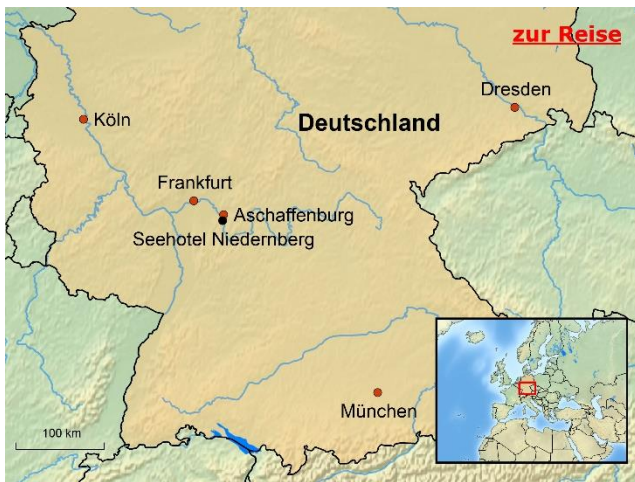 zur Reise
Dresden
Köln
Deutschland
Frankfurt
Aschaffenburg
Seehotel Niedernberg
München
100 km